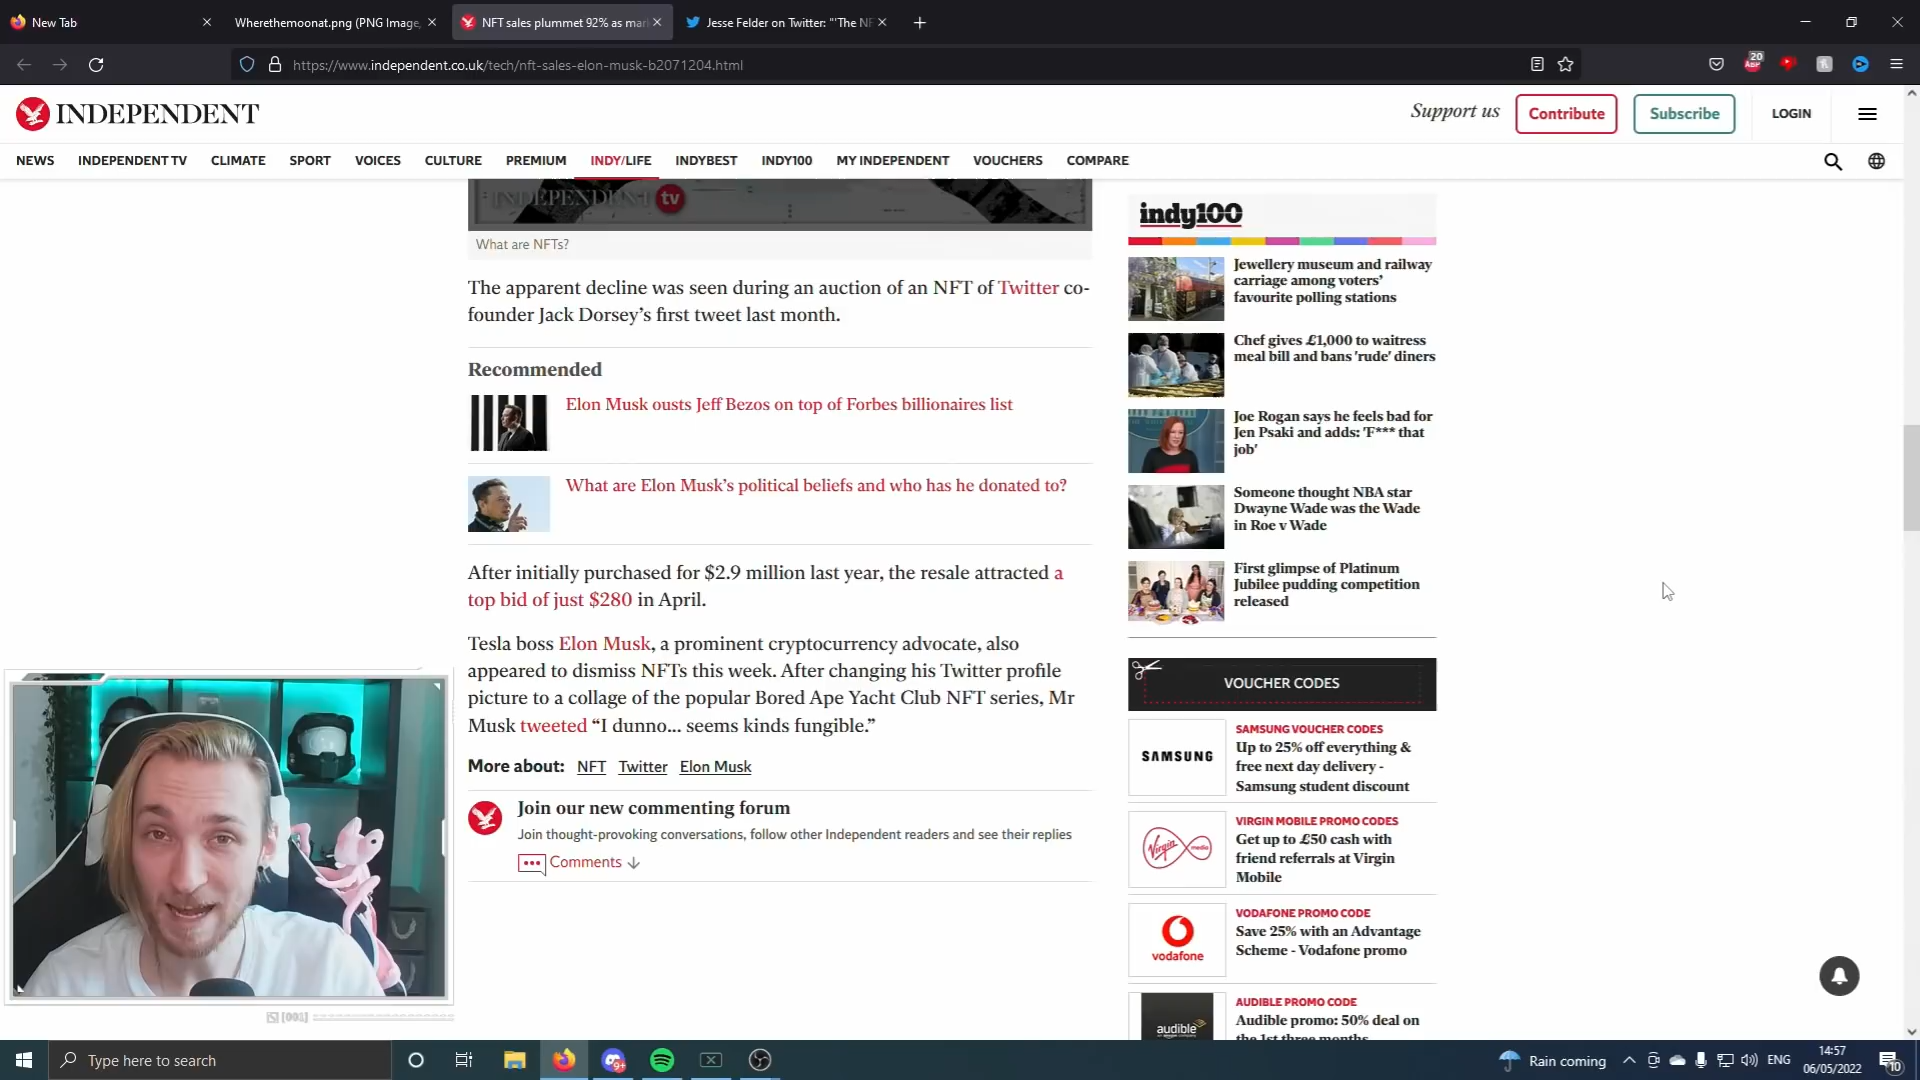 New Tab
Wherethemoonat.png (PNG Image,
NFT sales plummet 92% as mar
Jesse Felder on Twitter: "'The NF
https://www.independent.co.uk/tech/nft-sales-elon-musk-b2071204.html
20
ABP
INDEPENDENT
Support us
Contribute
Subscribe
LOGIN
NEWS
INDEPENDENT TV
CLIMATE
SPORT
VOICES
CULTURE
PREMIUM
INDY/LIFE
INDYBEST
INDY100
MY INDEPENDENT
VOUCHERS
COMPARE
INDEPENDENT tv
What are NFTs?
The apparent decline was seen during an auction of an NFT of Twitter co-
founder Jack Dorsey's first tweet last month.
Recommended
Elon Musk ousts Jeff Bezos on top of Forbes billionaires list
What are Elon Musk's political beliefs and who has he donated to?
After initially purchased for $2.9 million last year, the resale attracted a
top bid of just $280 in April.
Tesla boss Elon Musk, a prominent cryptocurrency advocate, also
appeared to dismiss NFTs this week. After changing his Twitter profile
picture to a collage of the popular Bored Ape Yacht Club NFT series, Mr
Musk tweeted “I dunno... seems kinds fungible.”
More about: NFT Twitter Elon Musk
Join our new commenting forum
Join thought-provoking conversations, follow other Independent readers and see their replies
Comments
indy100
Jewellery museum and railway
carriage among voters'
favourite polling stations
Chef gives £1,000 to waitress
meal bill and bans 'rude' diners
Joe Rogan says he feels bad for
Jen Psaki and adds: 'F*** that
job'
Someone thought NBA star
Dwayne Wade was the Wade
in Roe v Wade
First glimpse of Platinum
Jubilee pudding competition
released
VOUCHER CODES
SAMSUNG
SAMSUNG VOUCHER CODES
Up to 25% off everything &
free next day delivery -
Samsung student discount
Virgin media
VIRGIN MOBILE PROMO CODES
Get up to £50 cash with
friend referrals at Virgin
Mobile
vodafone
VODAFONE PROMO CODE
Save 25% with an Advantage
Scheme - Vodafone promo
audible
AUDIBLE PROMO CODE
Audible promo: 50% deal on
the 1st three months
Type here to search
9+
Rain coming
ENG
14:57
06/05/2022
10